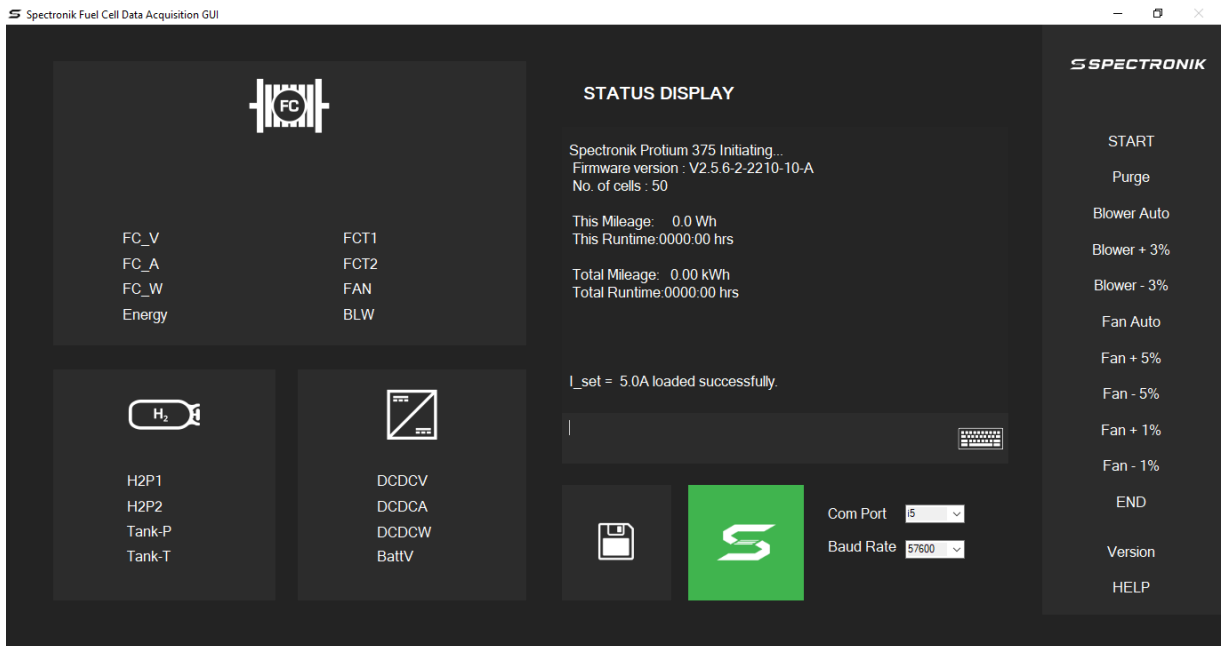 Spectronik Fuel Cell Data Acquisition GUI
SPECTRONIK
FC
FC_V FCT1
FC_A FCT2
FC_W FAN
Energy BLW
H₂
H2P1
H2P2
Tank-P
Tank-T
DCDCV
DCDCA
DCDCW
BattV
STATUS DISPLAY
Spectronik Protium 375 Initiating...
Firmware version : V2.5.6-2-2210-10-A
No. of cells : 50
This Mileage: 0.0 Wh
This Runtime:0000:00 hrs
Total Mileage: 0.00 kWh
Total Runtime:0000:00 hrs
I_set = 5.0A loaded successfully.
Com Port
Baud Rate 57600
START
Purge
Blower Auto
Blower + 3%
Blower - 3%
Fan Auto
Fan + 5%
Fan - 5%
Fan + 1%
Fan - 1%
END
Version
HELP